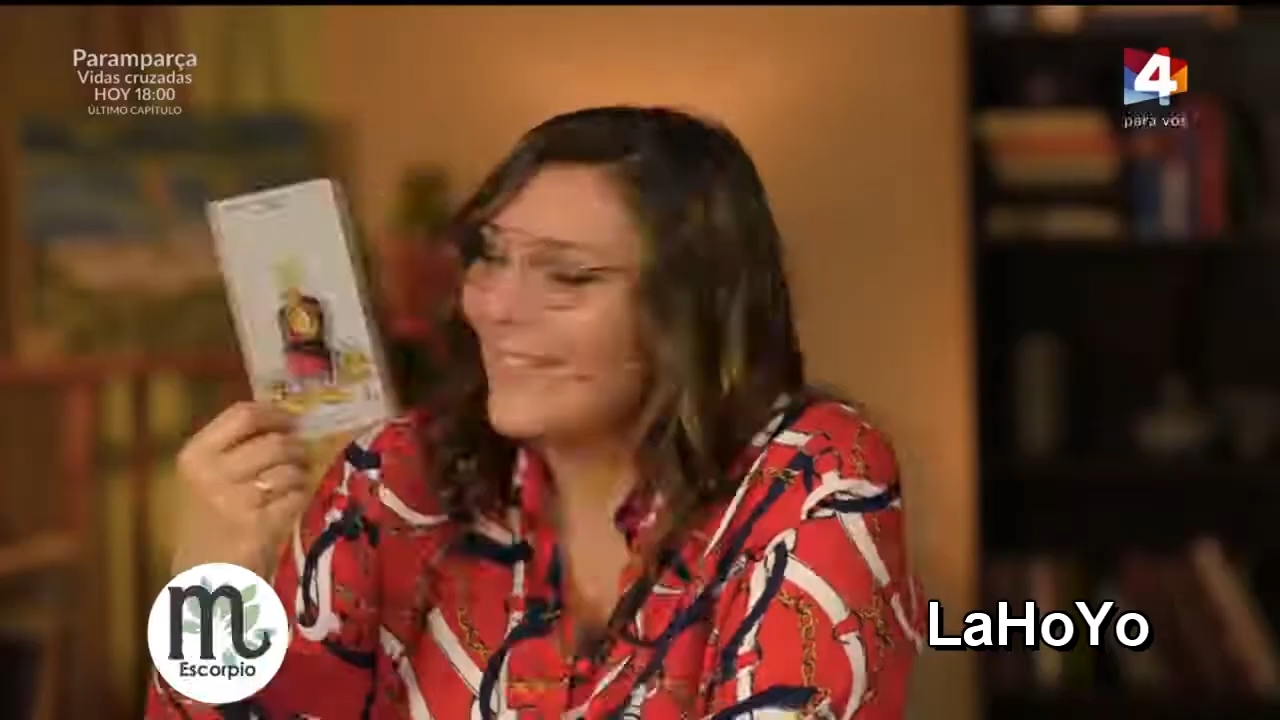 Paramparça
Vidas cruzadas
HOY 18:00
ÚLTIMO CAPÍTULO
4
para vos
m
Escorpio
LaHoYo